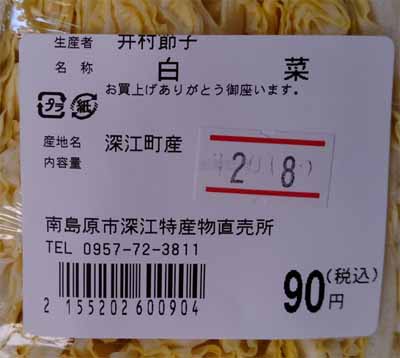 生産者 井村節子
名称 白菜
お買上げありがとう御座います。
プラ 紙
産地名 深江町産
内容量
2 8
南島原市深江特産物直売所
TEL 0957-72-3811
2 155202 600904
90円(税込)